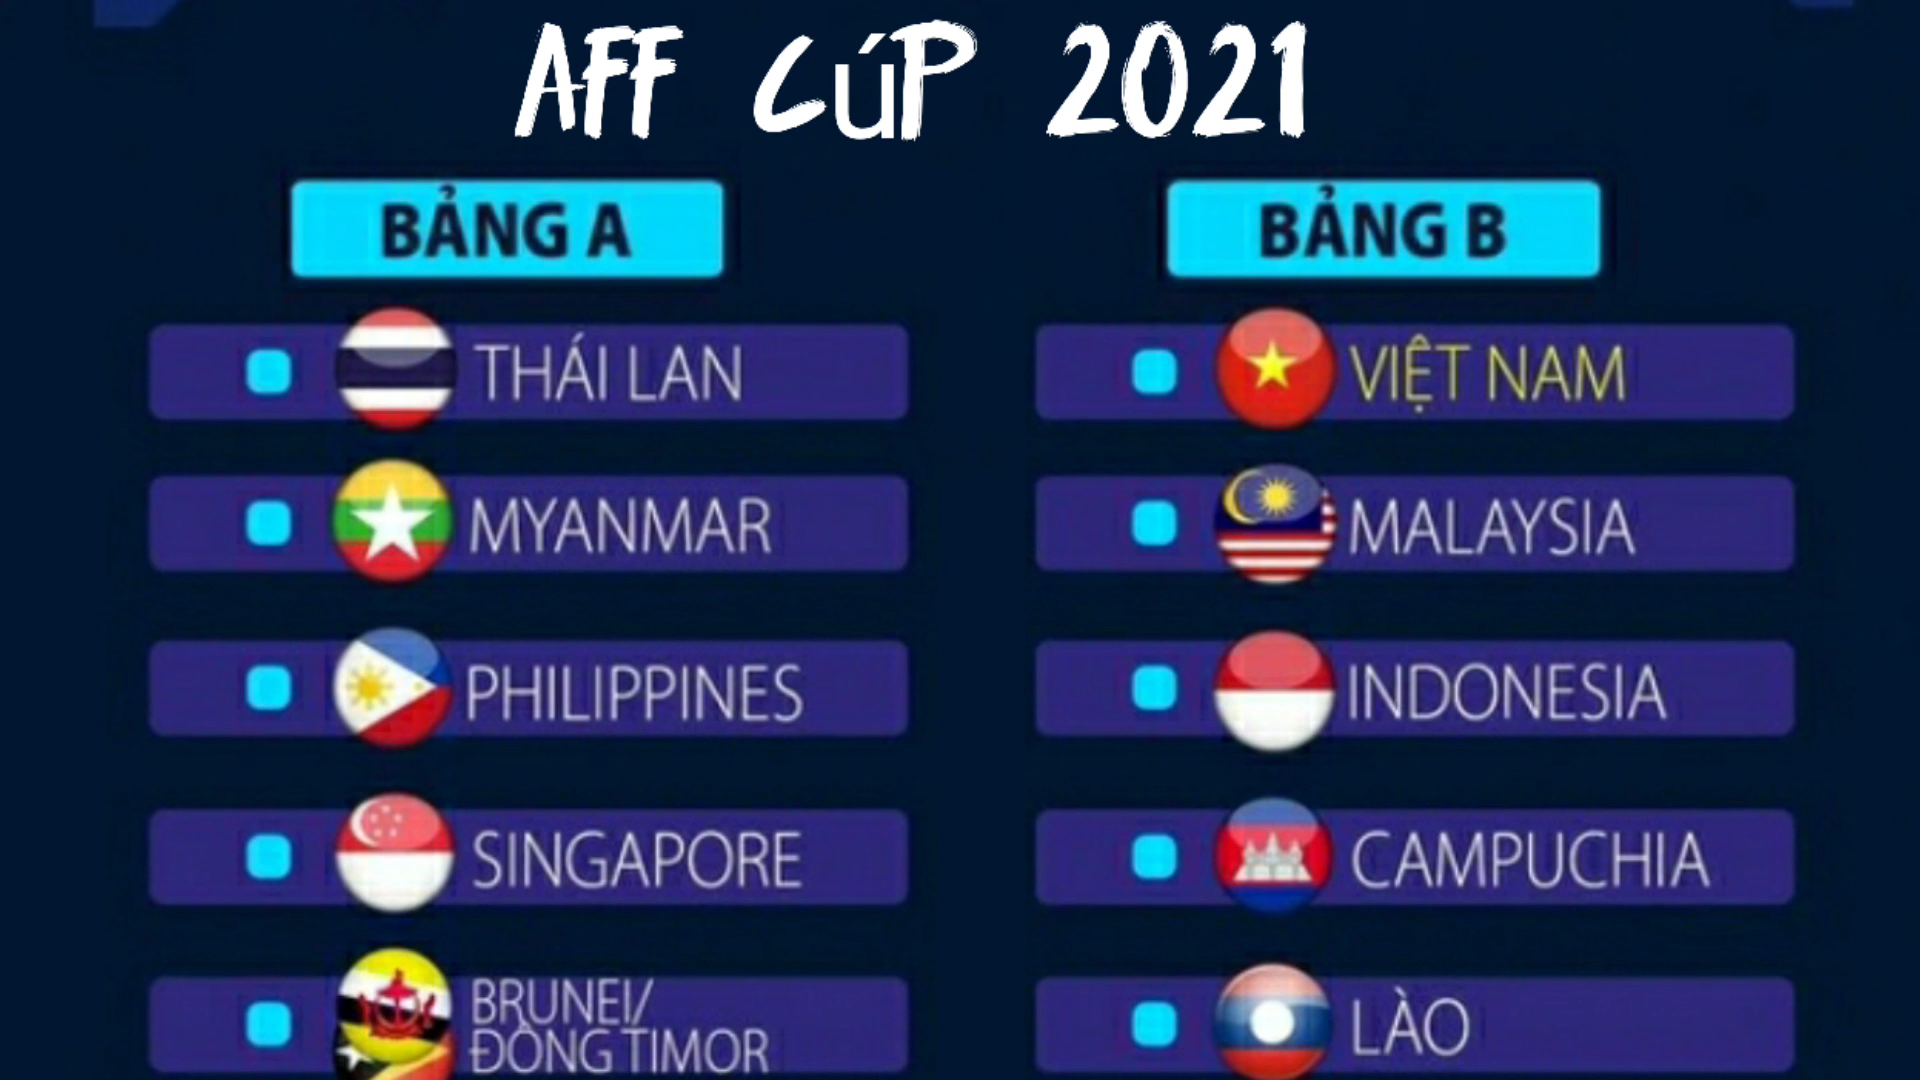 AFF CúP 2021
BẢNG A
THÁI LAN
MYANMAR
PHILIPPINES
SINGAPORE
BRUNEI/
ĐÔNG TIMOR
BẢNG B
VIỆT NAM
MALAYSIA
INDONESIA
CAMPUCHIA
LÀO